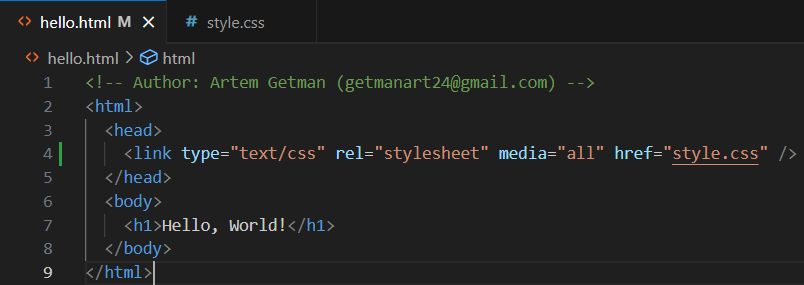 hello.html M
# style.css
hello.html > html
1 <!-- Author: Artem Getman (getmanart24@gmail.com) -->
2 <html>
3 <head>
4 <link type="text/css" rel="stylesheet" media="all" href="style.css" />
5 </head>
6 <body>
7 <h1>Hello, World!</h1>
8 </body>
9 </html>